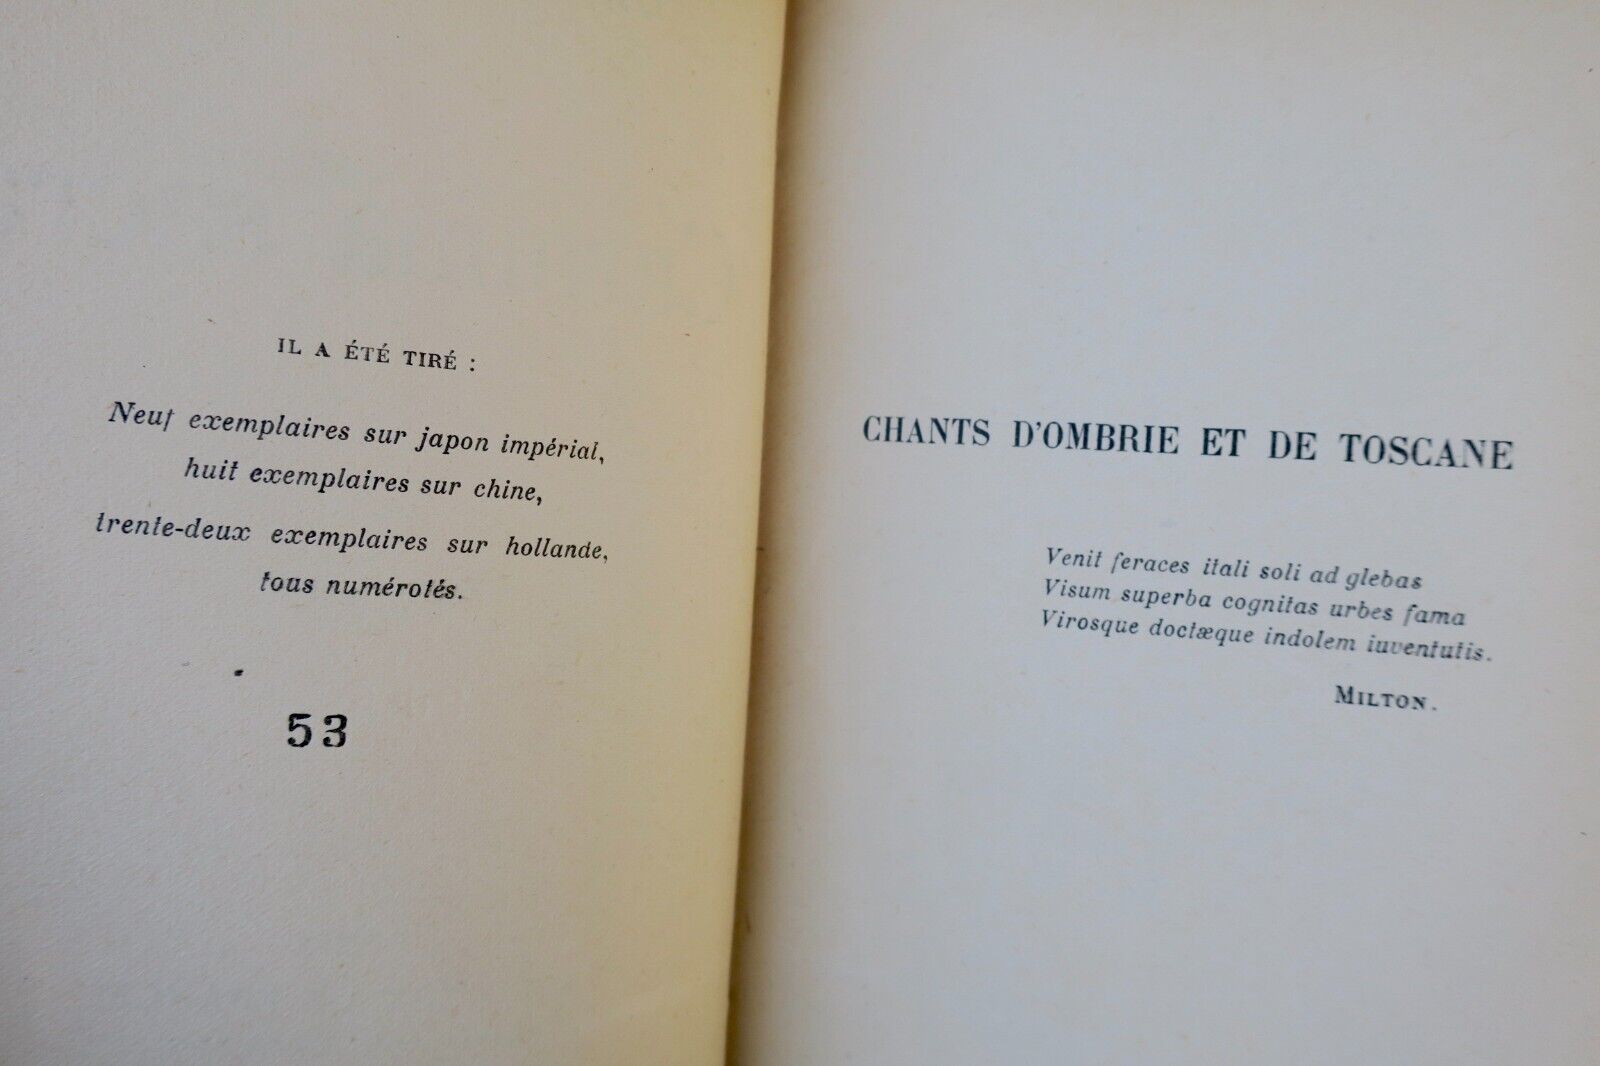 IL A ÉTÉ TIRÉ :
Neuf exemplaires sur japon impérial,
huit exemplaires sur chine,
trente-deux exemplaires sur hollande,
tous numérotés.
53
CHANTS D'OMBRIE ET DE TOSCANE
Venit feraces itali soli ad glebas
Visum superba cognitas urbes fama
Virosque doctæque indolem iuventutis.
MILTON.